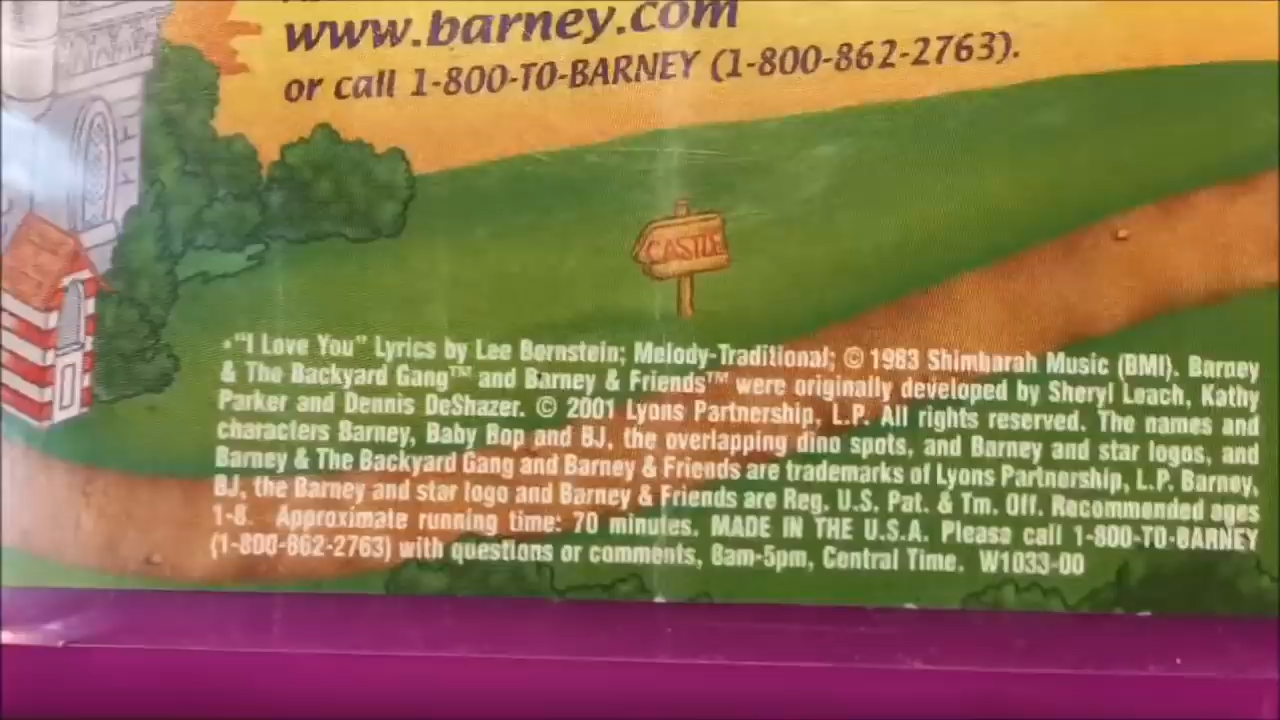 www.barney.com
or call 1-800-TO-BARNEY (1-800-862-2763).
CASTLE
"I Love You" Lyrics by Lee Bernstein; Melody-Traditional; © 1983 Shimbarah Music (BMI). Barney
& The Backyard Gang™ and Barney & Friends™ were originally developed by Sheryl Leach, Kathy
Parker and Dennis DeShazer. © 2001 Lyons Partnership, L.P. All rights reserved. The names and
characters Barney, Baby Bop and BJ, the overlapping dino spots, and Barney and star logos, and
Barney & The Backyard Gang and Barney & Friends are trademarks of Lyons Partnership, L.P. Barney,
BJ, the Barney and star logo and Barney & Friends are Reg. U.S. Pat. & Tm. Off. Recommended ages
1-8. Approximate running time: 70 minutes. MADE IN THE U.S.A. Please call 1-800-TO-BARNEY
(1-800-862-2763) with questions or comments, 8am-5pm, Central Time. W1033-00